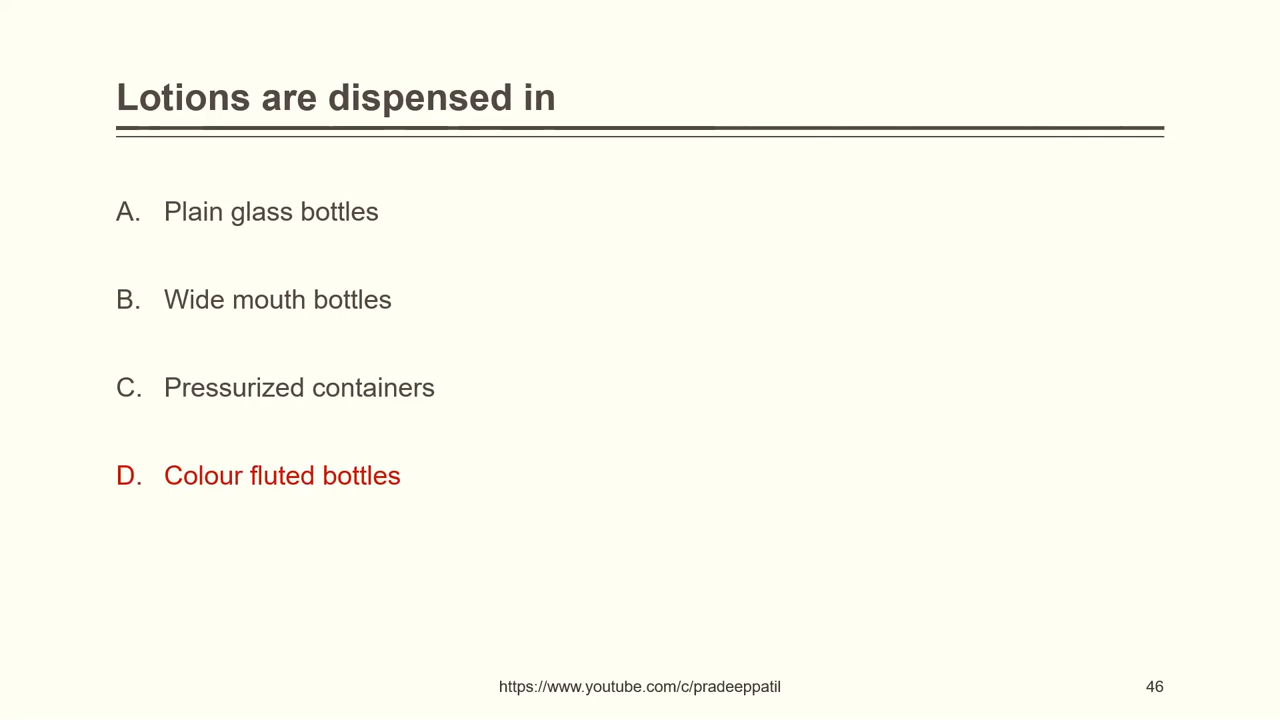 Lotions are dispensed in
A. Plain glass bottles
B. Wide mouth bottles
C. Pressurized containers
D. Colour fluted bottles
https://www.youtube.com/c/pradeeppatil 46